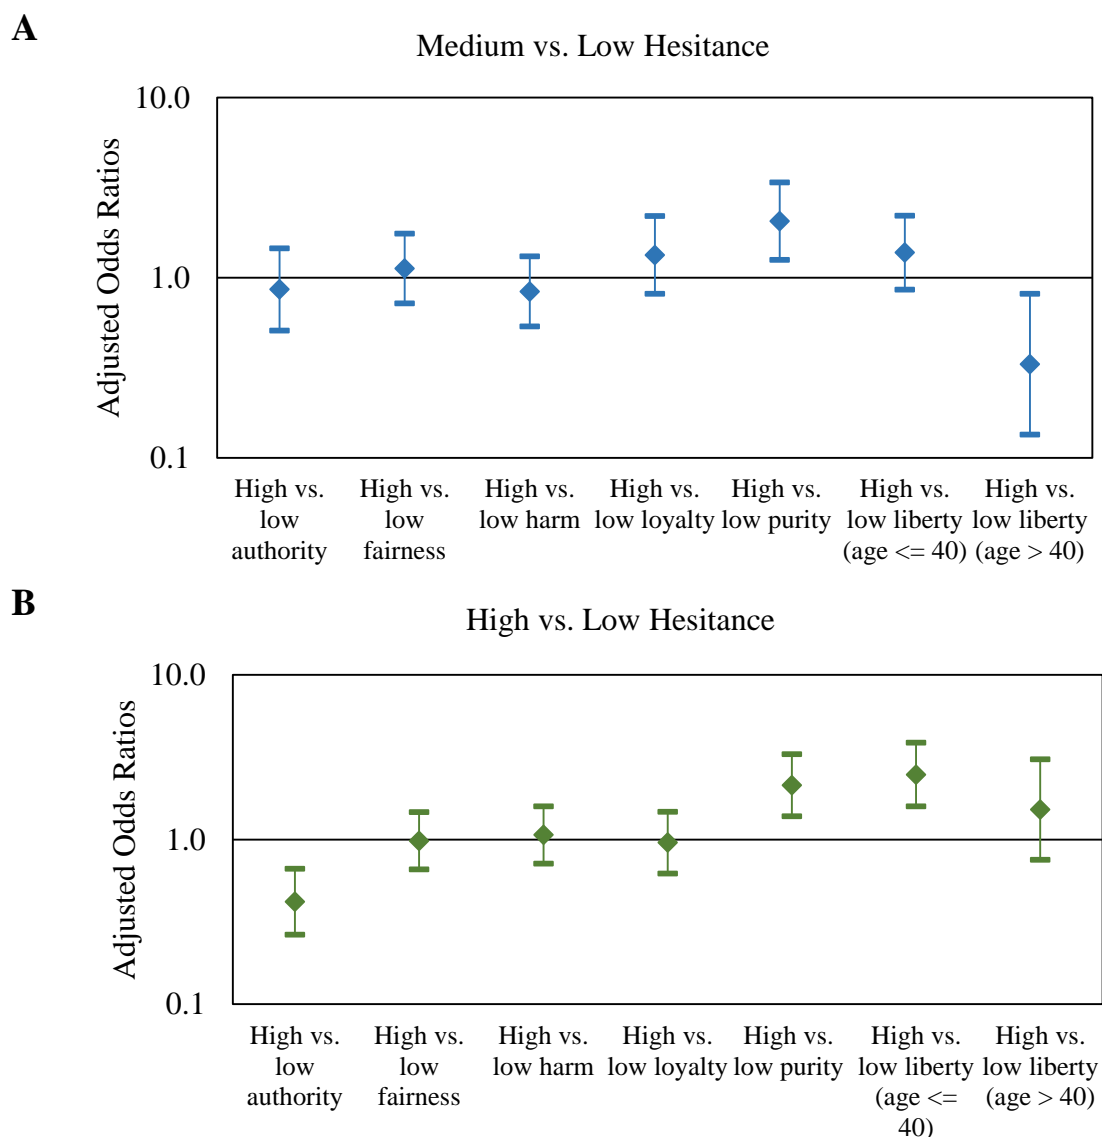 A
Medium vs. Low Hesitance
Adjusted Odds Ratios
10.0
1.0
0.1
High vs.
low
authority
High vs.
low
fairness
High vs.
low harm
High vs.
low loyalty
High vs.
low purity
High vs.
low liberty
(age <= 40)
High vs.
low liberty
(age > 40)
B
High vs. Low Hesitance
Adjusted Odds Ratios
10.0
1.0
0.1
High vs.
low
authority
High vs.
low
fairness
High vs.
low harm
High vs.
low loyalty
High vs.
low purity
High vs.
low liberty
(age <=
40)
High vs.
low liberty
(age > 40)